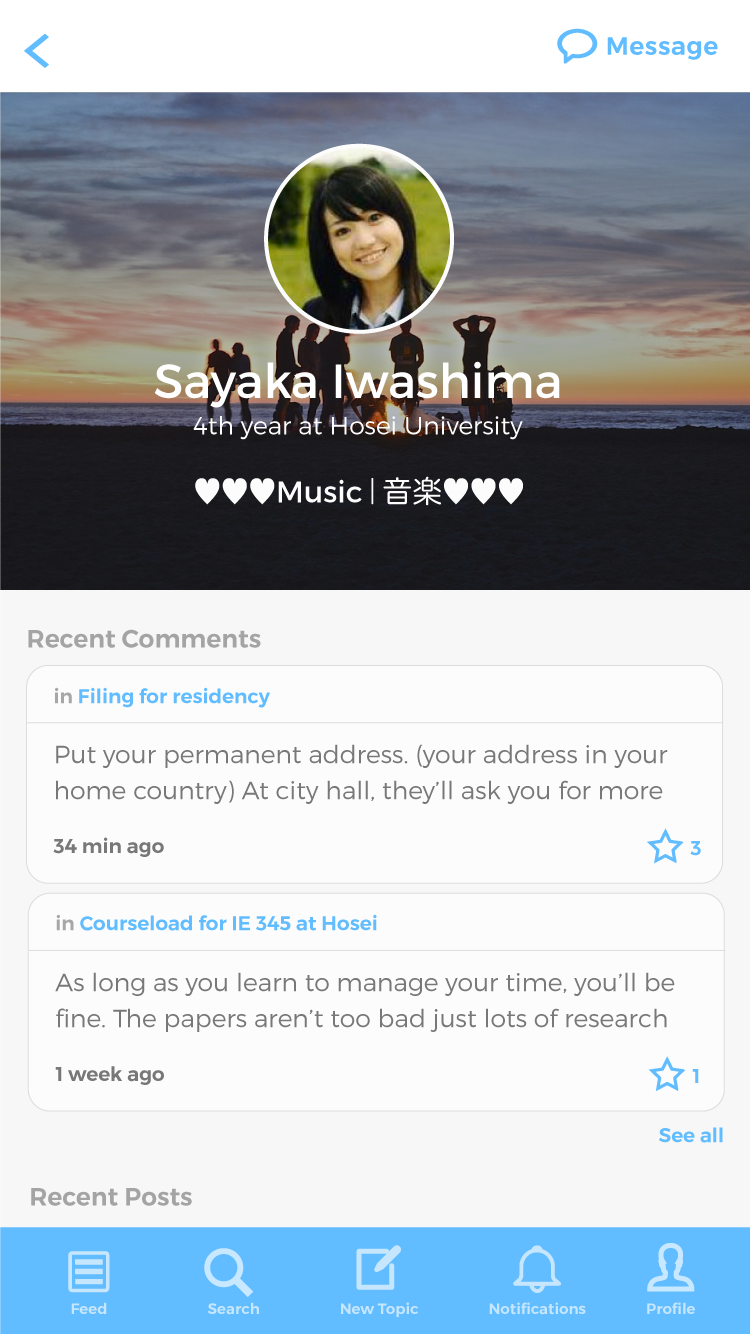 Message
Sayaka Iwashima
4th year at Hosei University
♥♥♥Music | 音楽♥♥♥
Recent Comments
in Filing for residency
Put your permanent address. (your address in your
home country) At city hall, they’ll ask you for more
34 min ago
3
in Courseload for IE 345 at Hosei
As long as you learn to manage your time, you’ll be
fine. The papers aren’t too bad just lots of research
1 week ago
1
See all
Recent Posts
Feed
Search
New Topic
Notifications
Profile